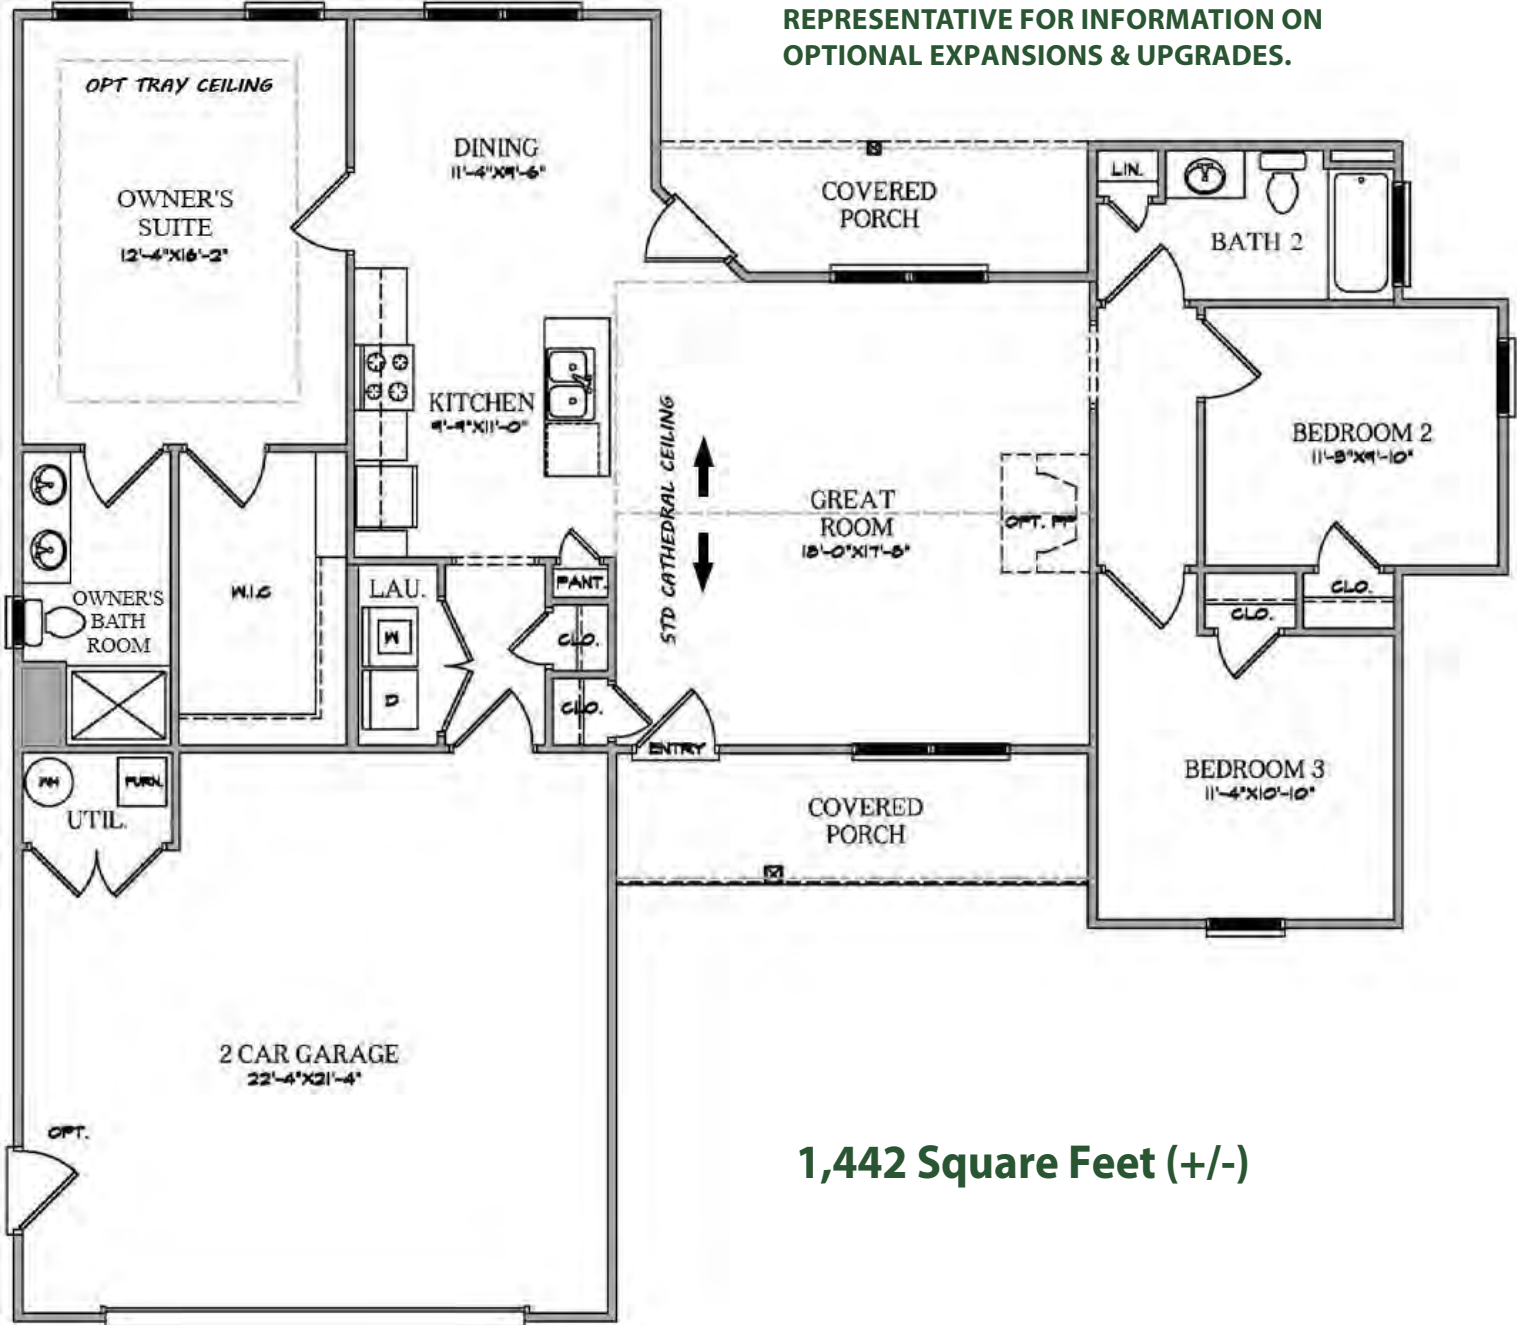 REPRESENTATIVE FOR INFORMATION ON
OPTIONAL EXPANSIONS & UPGRADES.
OPT TRAY CEILING
OWNER'S
SUITE
12'-4"X16'-2"
DINING
11'-4"X9'-6"
COVERED
PORCH
LIN.
BATH 2
KITCHEN
9'-9"X11'-0"
STD CATHEDRAL CEILING
GREAT
ROOM
18'-0"X17'-8"
OPT. FP
BEDROOM 2
11'-8"X9'-10"
CLO.
CLO.
OWNER'S
BATH
ROOM
W.I.C
LAU.
W
D
PANT.
CLO.
CLO.
ENTRY
WH
FURN.
UTIL.
COVERED
PORCH
BEDROOM 3
11'-4"X10'-10"
2 CAR GARAGE
22'-4"X21'-4"
OPT.
1,442 Square Feet (+/-)